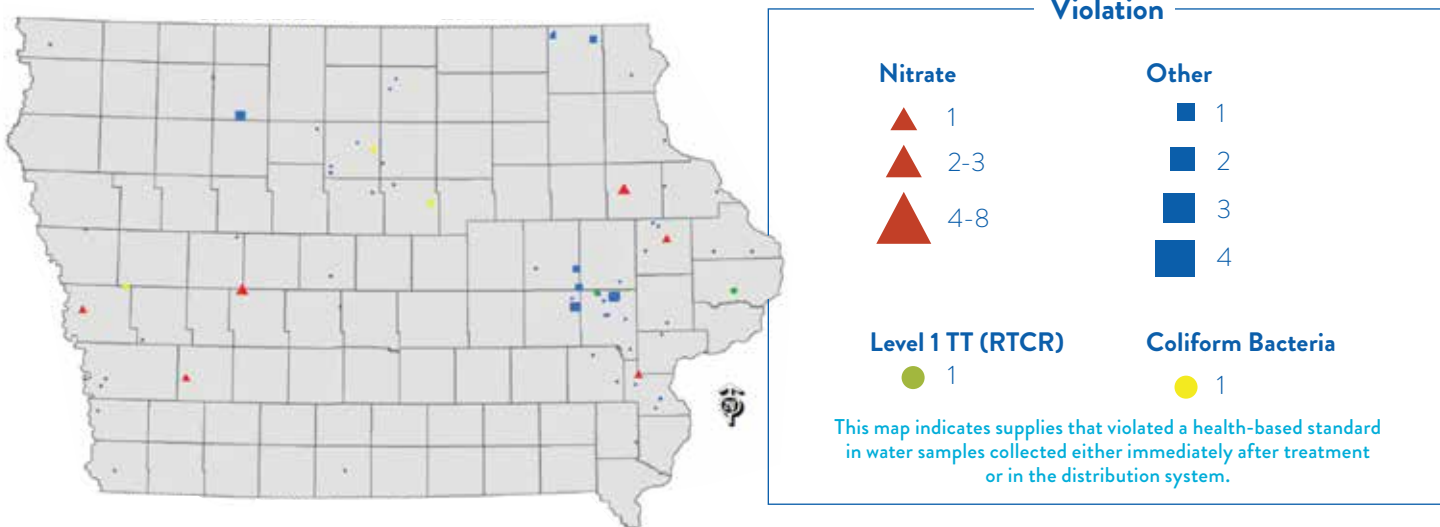 Violation
Nitrate
1
2-3
4-8
Other
1
2
3
4
Level 1 TT (RTCR)
1
Coliform Bacteria
1
This map indicates supplies that violated a health-based standard
in water samples collected either immediately after treatment
or in the distribution system.